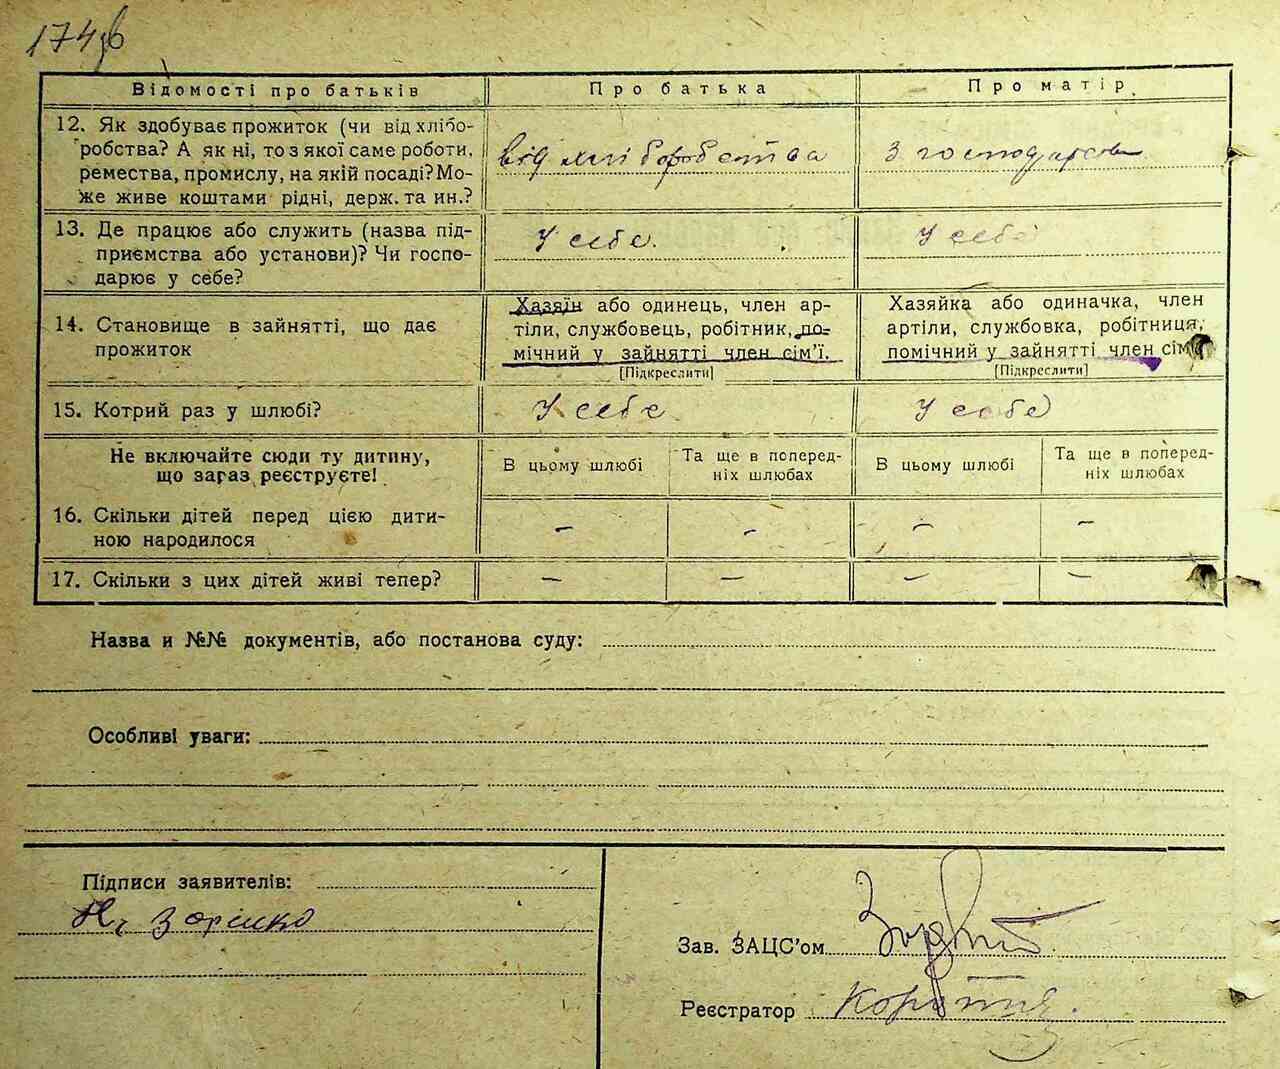 174
Відомості про батьків
Про батька
Про матір
12. Як здобуває прожиток (чи від хлібо-
робства? А як ні, то з якої саме роботи,
ремества, промислу, на якій посаді? Мо-
же живе коштами рідні, держ. та ин.?
від хліборобства
з господарства
13. Де працює або служить (назва під-
приємства або установи)? Чи госпо-
дарює у себе?
У себе.
У себе
14. Становище в зайнятті, що дає
прожиток
Хазяїн або одинець, член ар-
тіли, службовець, робітник, по-
мічний у зайнятті член сім'ї.
[Підкреслити]
Хазяйка або одиначка, член
артіли, службовка, робітниця,
помічний у зайнятті член сім'ї
[Підкреслити]
15. Котрий раз у шлюбі?
У себе
У себе
Не включайте сюди ту дитину,
що зараз реєструєте!
В цьому шлюбі
Та ще в поперед-
ніх шлюбах
В цьому шлюбі
Та ще в поперед-
ніх шлюбах
16. Скільки дітей перед цією дити-
ною народилося
– – – –
17. Скільки з цих дітей живі тепер?
– – – –
Назва и №№ документів, або постанова суду:
Особливі уваги:
Підписи заявителів:
Зав. ЗАЦС'ом
Реєстратор